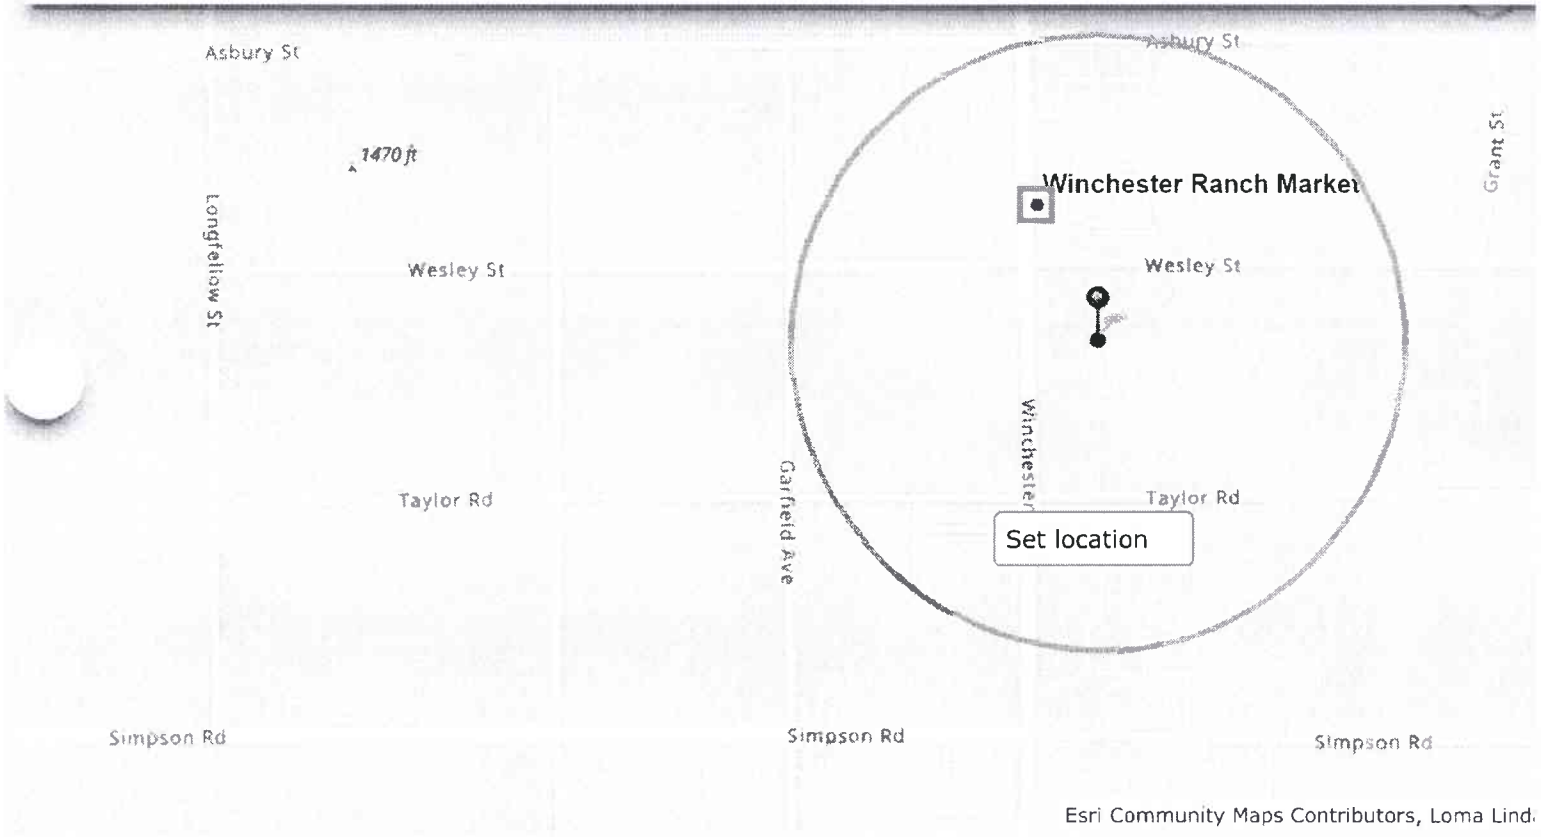 Asbury St
Asbury St
Grant St
1470 ft
Winchester Ranch Market
Longfellow St
Wesley St
Wesley St
Winchester
Garfield Ave
Taylor Rd
Taylor Rd
Set location
Simpson Rd
Simpson Rd
Simpson Rd
Esri Community Maps Contributors, Loma Linda